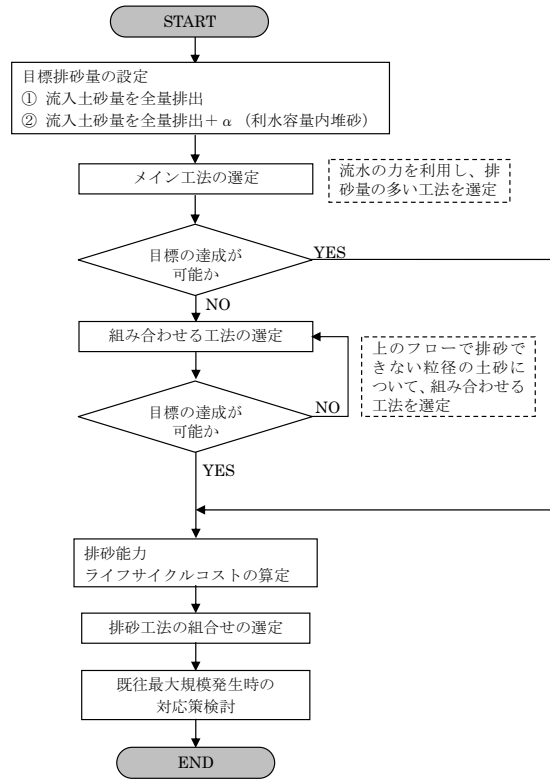 START
目標排砂量の設定
① 流入土砂量を全量排出
② 流入土砂量を全量排出＋α（利水容量内堆砂）
メイン工法の選定
流水の力を利用し、排
砂量の多い工法を選定
目標の達成が
可能か
YES
NO
組み合わせる工法の選定
上のフローで排砂で
きない粒径の土砂に
ついて、組み合わせる
工法を選定
目標の達成が
可能か
NO
YES
排砂能力
ライフサイクルコストの算定
排砂工法の組合せの選定
既往最大規模発生時の
対応策検討
END